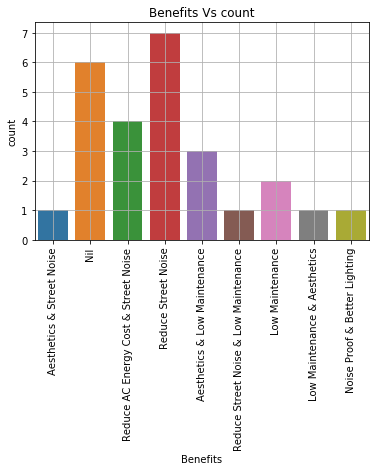 Benefits Vs count
7
6
5
4
3
2
1
0
count
Aesthetics & Street Noise
Nil
Reduce AC Energy Cost & Street Noise
Reduce Street Noise
Aesthetics & Low Maintenance
Reduce Street Noise & Low Maintenance
Low Maintenance
Low Maintenance & Aesthetics
Noise Proof & Better Lighting
Benefits